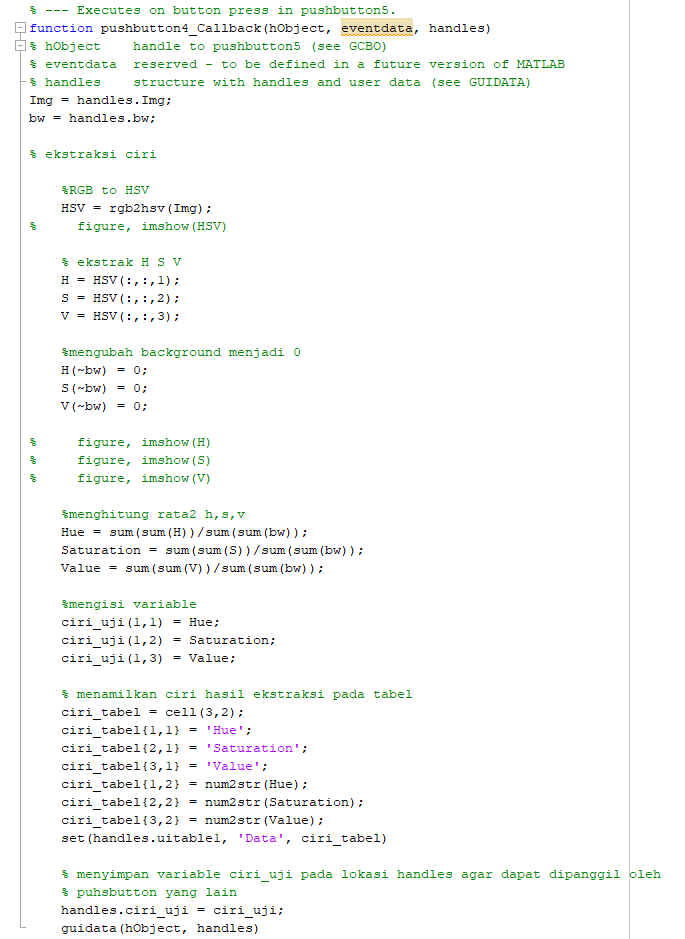 % --- Executes on button press in pushbutton5.
function pushbutton4_Callback(hObject, eventdata, handles)
% hObject    handle to pushbutton5 (see GCBO)
% eventdata  reserved - to be defined in a future version of MATLAB
% handles    structure with handles and user data (see GUIDATA)
Img = handles.Img;
bw = handles.bw;
% ekstraksi ciri
%RGB to HSV
HSV = rgb2hsv(Img);
%     figure, imshow(HSV)
% ekstrak H S V
H = HSV(:,:,1);
S = HSV(:,:,2);
V = HSV(:,:,3);
%mengubah background menjadi 0
H(~bw) = 0;
S(~bw) = 0;
V(~bw) = 0;
%     figure, imshow(H)
%     figure, imshow(S)
%     figure, imshow(V)
%menghitung rata2 h,s,v
Hue = sum(sum(H))/sum(sum(bw));
Saturation = sum(sum(S))/sum(sum(bw));
Value = sum(sum(V))/sum(sum(bw));
%mengisi variable
ciri_uji(1,1) = Hue;
ciri_uji(1,2) = Saturation;
ciri_uji(1,3) = Value;
% menamilkan ciri hasil ekstraksi pada tabel
ciri_tabel = cell(3,2);
ciri_tabel{1,1} = 'Hue';
ciri_tabel{2,1} = 'Saturation';
ciri_tabel{3,1} = 'Value';
ciri_tabel{1,2} = num2str(Hue);
ciri_tabel{2,2} = num2str(Saturation);
ciri_tabel{3,2} = num2str(Value);
set(handles.uitable1, 'Data', ciri_tabel)
% menyimpan variable ciri_uji pada lokasi handles agar dapat dipanggil oleh
% puhsbutton yang lain
handles.ciri_uji = ciri_uji;
guidata(hObject, handles)